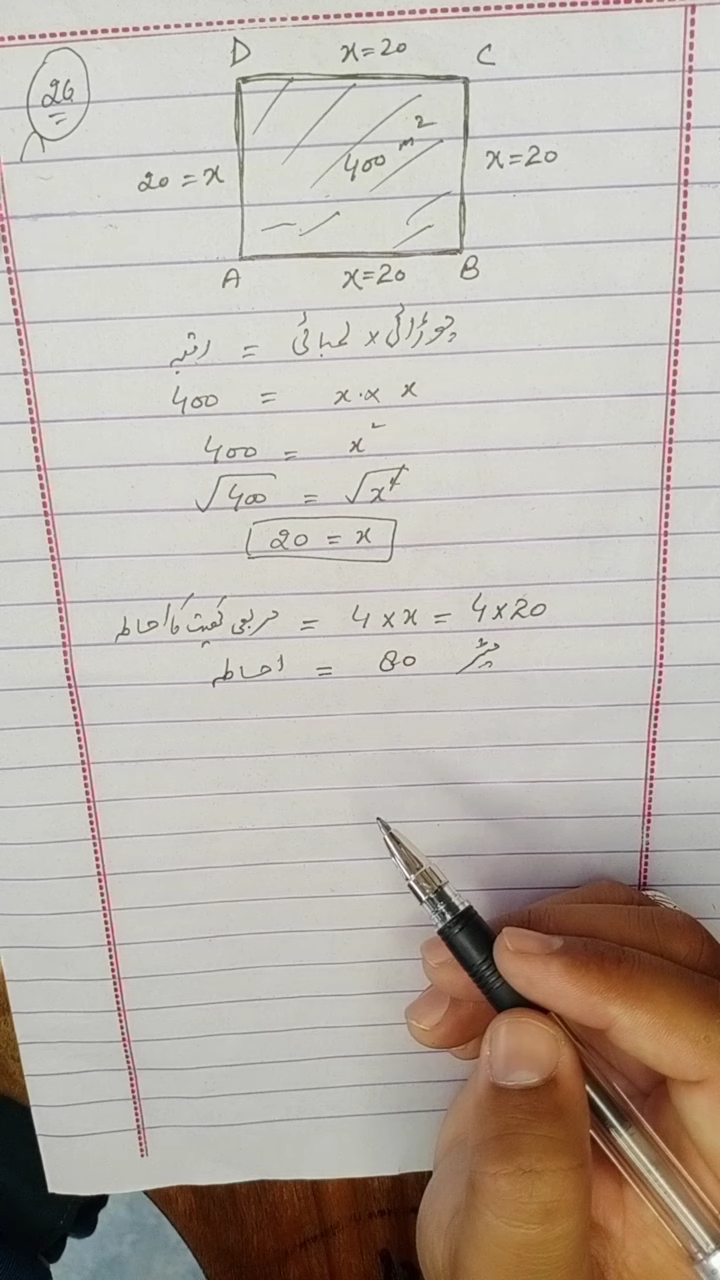 26
D x=20 C
20 = x 400 m² x=20
A x=20 B
رقبہ = لمبائی x چوڑائی
400 = x · x x
400 = x²
√400 = √x²
20 = x
مربعی کھیت کا احاطہ = 4 x x = 4 x 20
احاطہ = 80 میٹر